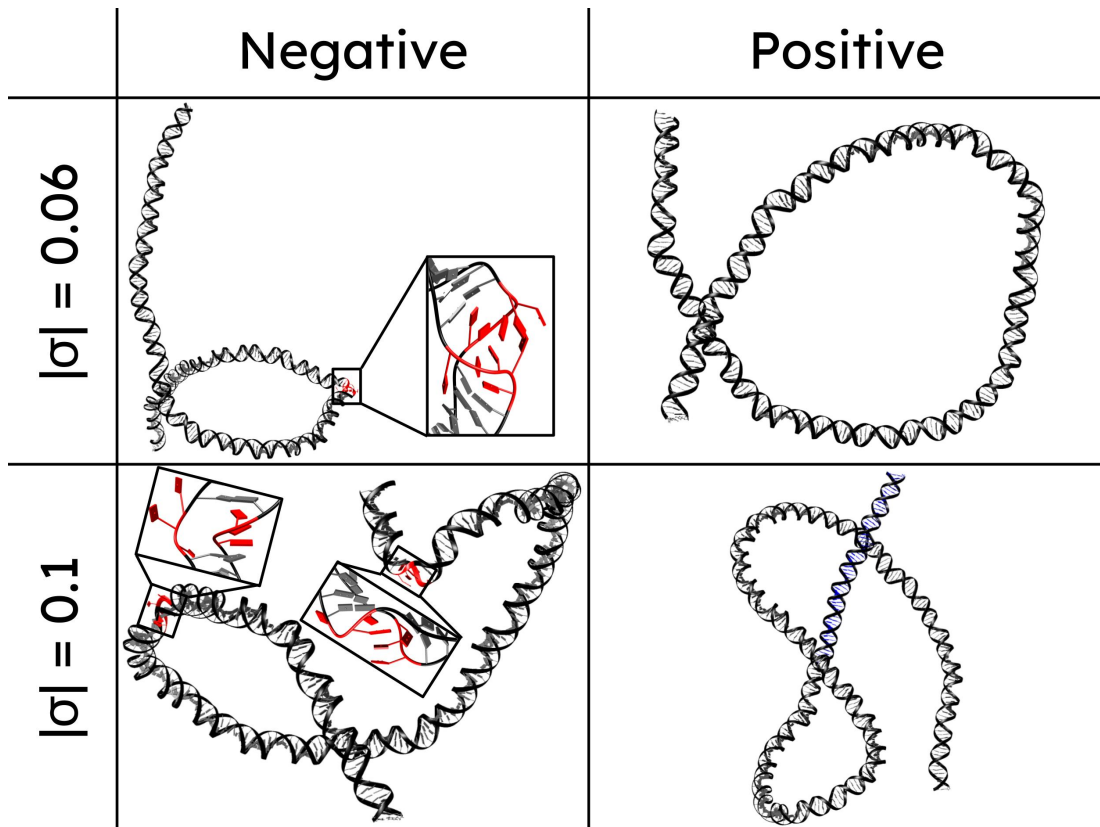 Negative
Positive
|σ| = 0.06
|σ| = 0.1